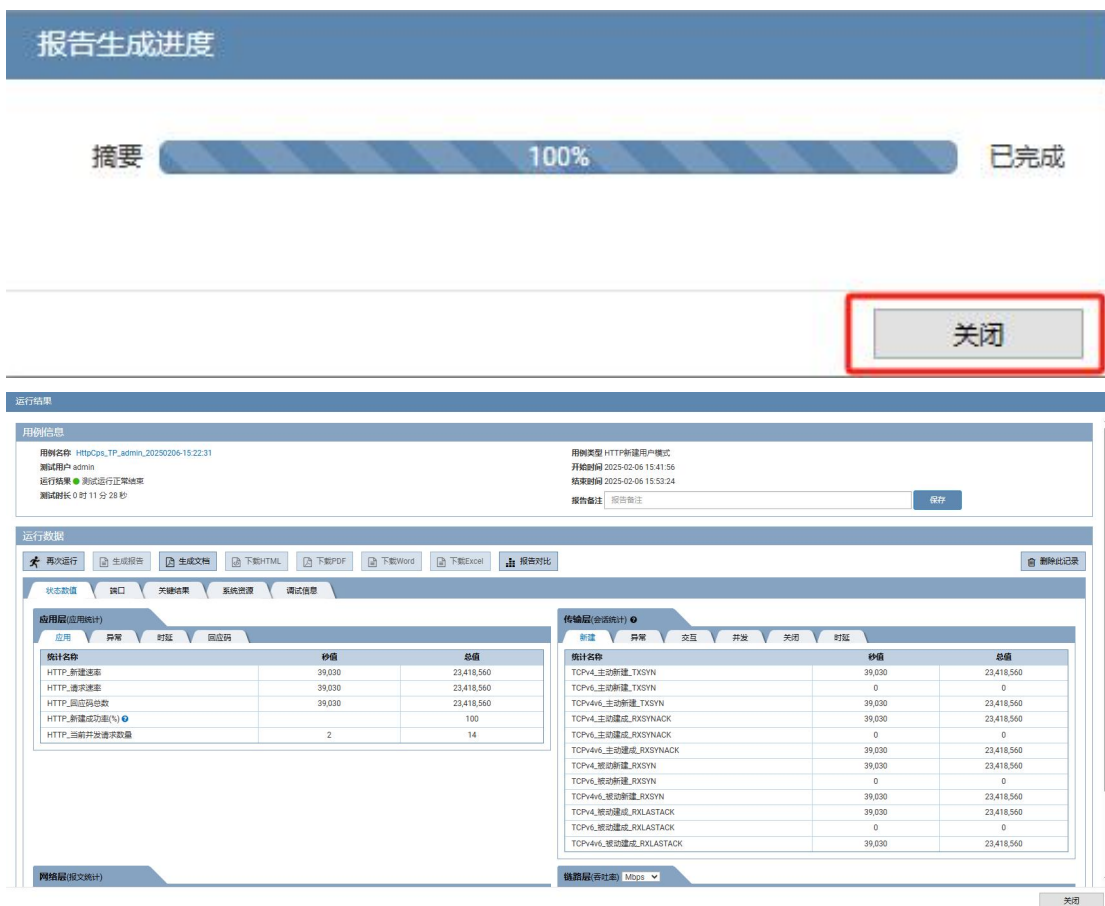 报告生成进度
摘要 100% 已完成
关闭
运行结果
用例信息
用例名称 HttpCps_TP_admin_20250206-15:22:31
测试用户 admin
运行结果 测试运行正常结束
测试时长 0 时 11 分 28 秒
用例类型 HTTP新建用户模式
开始时间 2025-02-06 15:41:56
结束时间 2025-02-06 15:53:24
报告备注 报告备注 保存
运行数据
再次运行 生成报告 生成文档 下载HTML 下载PDF 下载Word 下载Excel 报告对比 删除此记录
状态数值 端口 关键结果 系统资源 调试信息
应用层(应用统计)
应用 异常 时延 回应码
统计名称 秒值 总值
HTTP_新建速率 39,030 23,418,560
HTTP_请求速率 39,030 23,418,560
HTTP_回应码总数 39,030 23,418,560
HTTP_新建成功率(%) 100
HTTP_当前并发请求数量 2 14
传输层(会话统计)
新建 异常 交互 并发 关闭 时延
统计名称 秒值 总值
TCPv4_主动新建_TXSYN 39,030 23,418,560
TCPv6_主动新建_TXSYN 0 0
TCPv4v6_主动新建_TXSYN 39,030 23,418,560
TCPv4_主动建成_RXSYNACK 39,030 23,418,560
TCPv6_主动建成_RXSYNACK 0 0
TCPv4v6_主动建成_RXSYNACK 39,030 23,418,560
TCPv4_被动新建_RXSYN 39,030 23,418,560
TCPv6_被动新建_RXSYN 0 0
TCPv4v6_被动新建_RXSYN 39,030 23,418,560
TCPv4_被动建成_RXLASTACK 39,030 23,418,560
TCPv6_被动建成_RXLASTACK 0 0
TCPv4v6_被动建成_RXLASTACK 39,030 23,418,560
网络层(报文统计)
链路层(吞吐率) Mbps
关闭